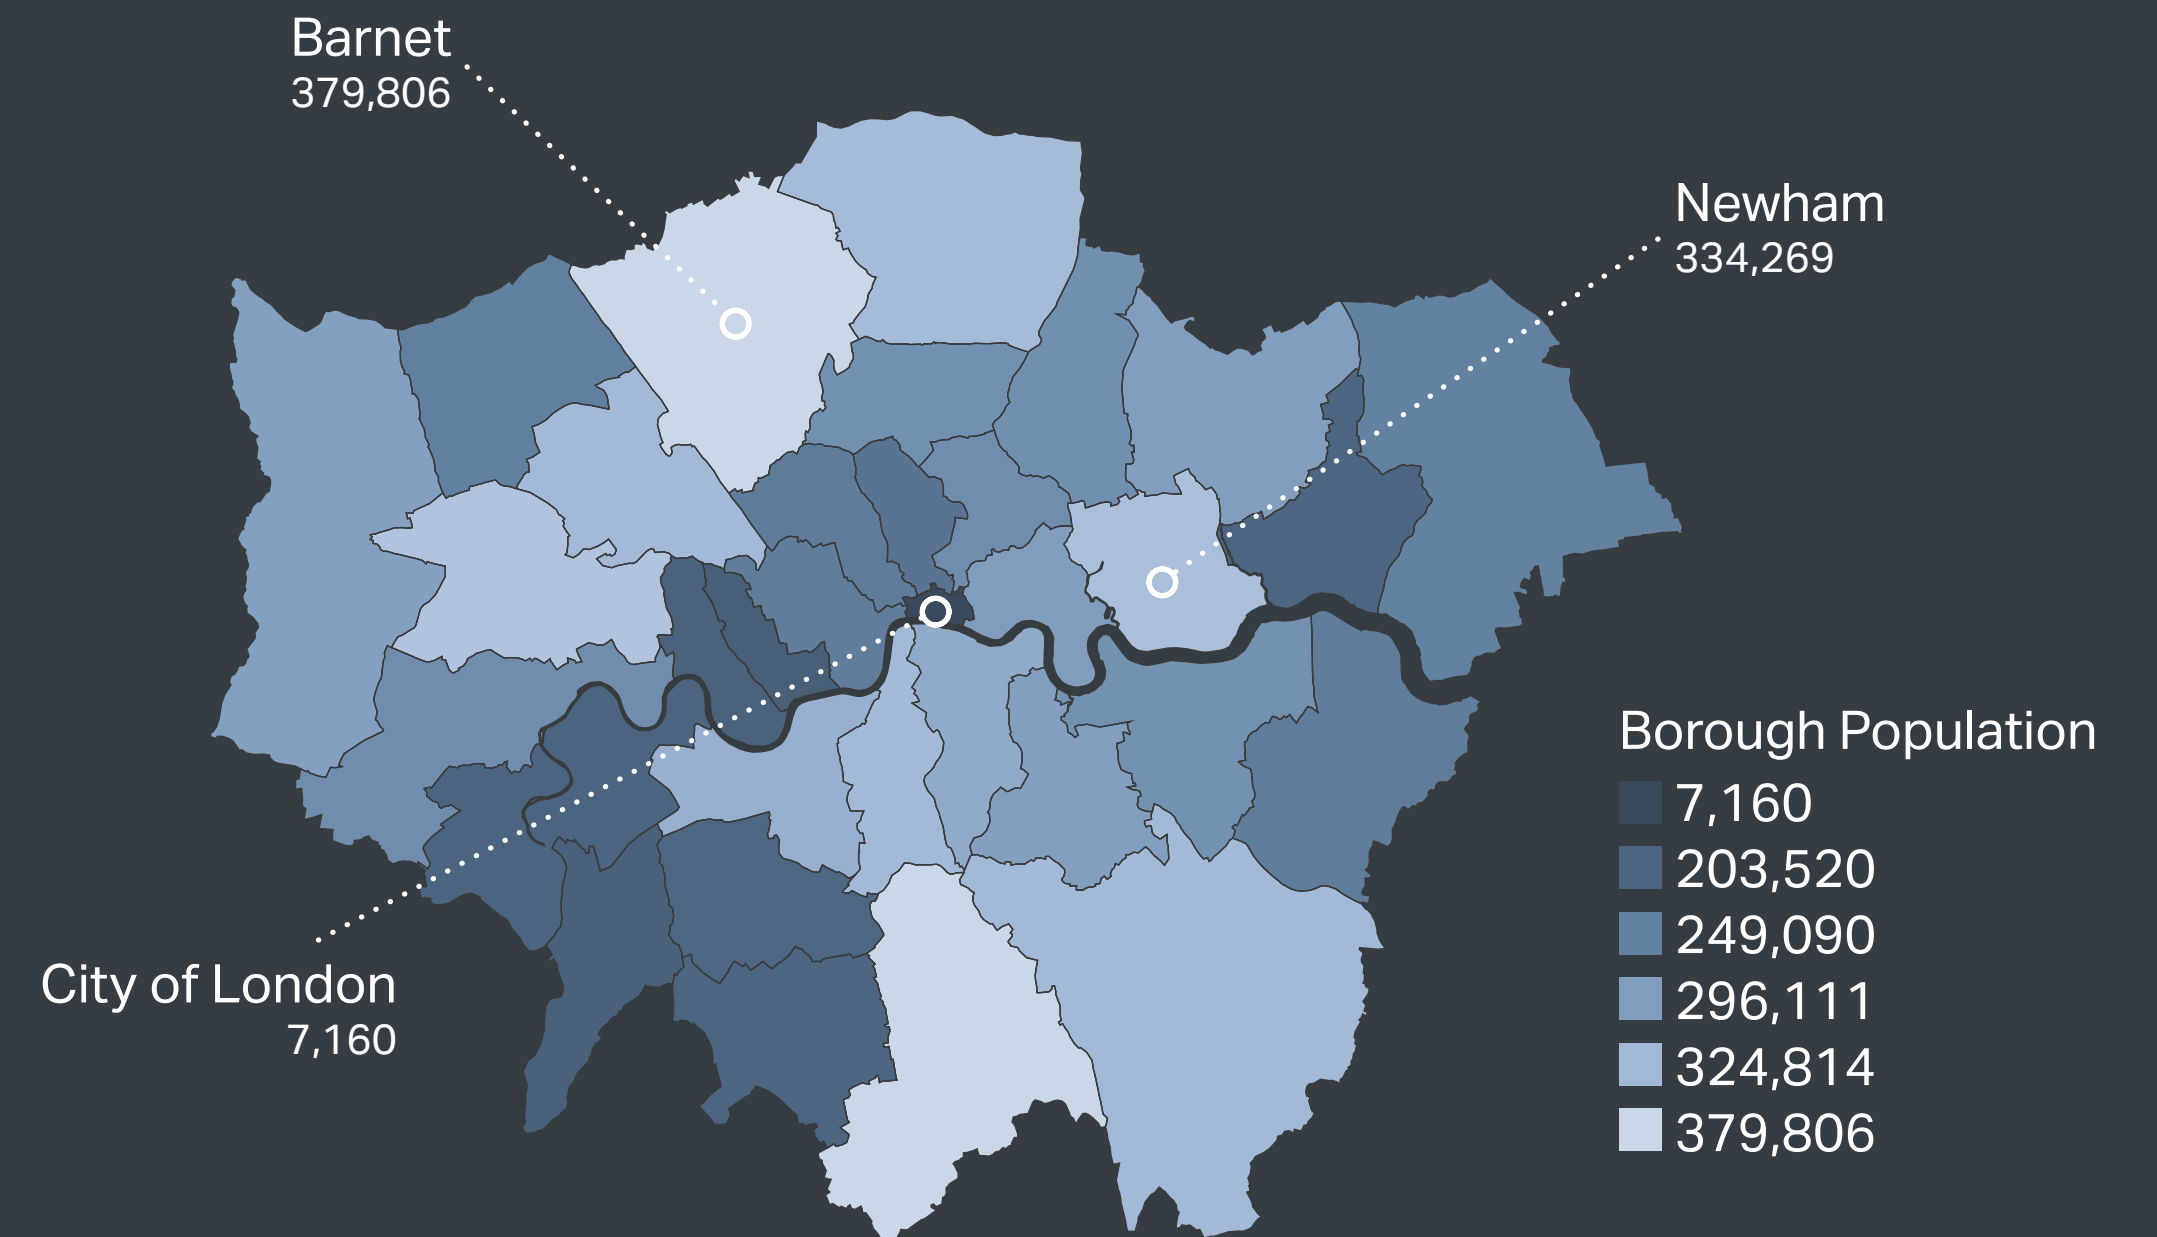 Barnet
379,806
Newham
334,269
City of London
7,160
Borough Population
7,160
203,520
249,090
296,111
324,814
379,806